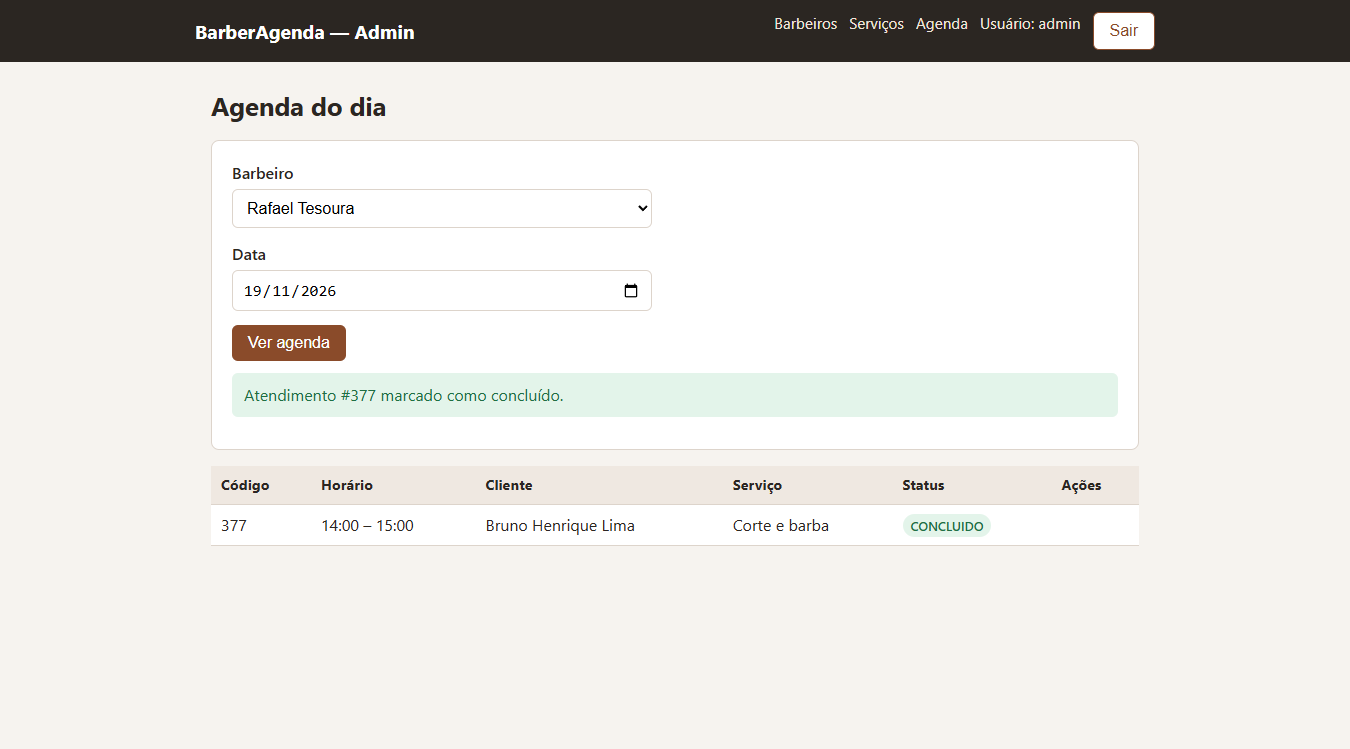 BarberAgenda — Admin
Barbeiros Serviços Agenda Usuário: admin Sair
Agenda do dia
Barbeiro
Rafael Tesoura
Data
19/11/2026
Ver agenda
Atendimento #377 marcado como concluído.
Código Horário Cliente Serviço Status Ações
377 14:00 – 15:00 Bruno Henrique Lima Corte e barba CONCLUIDO